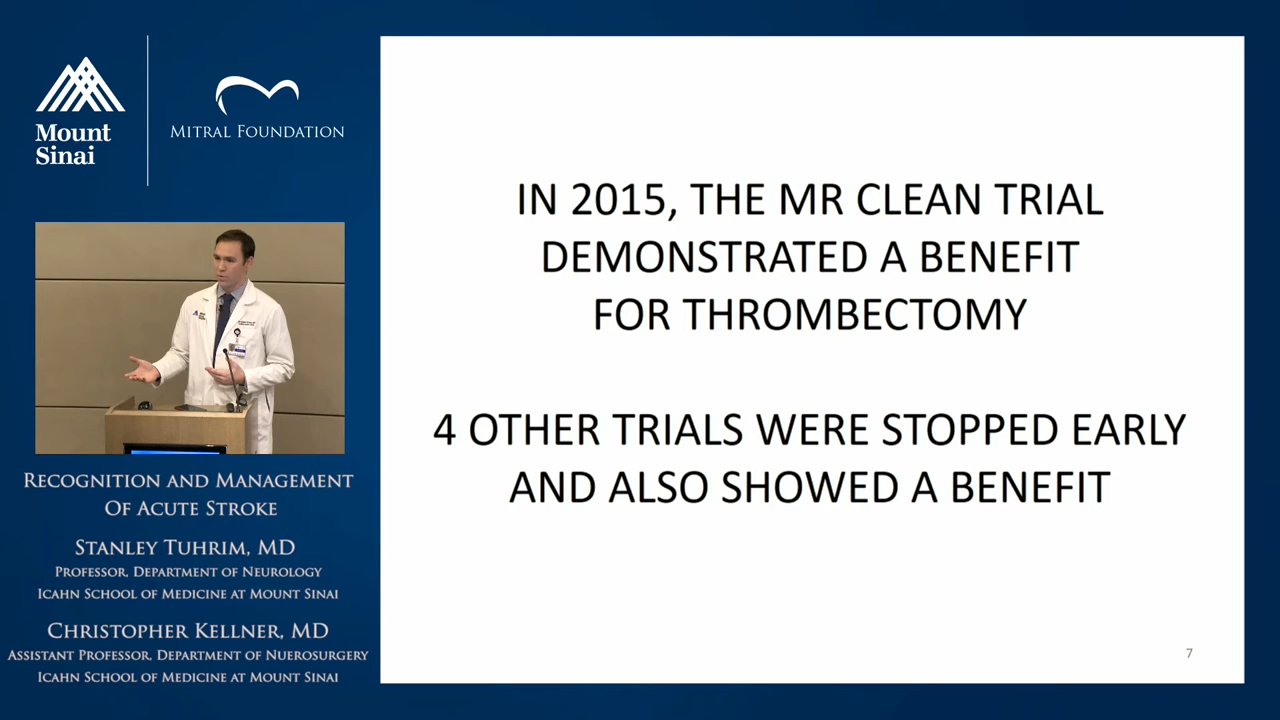 Mount
Sinai
MITRAL FOUNDATION
IN 2015, THE MR CLEAN TRIAL
DEMONSTRATED A BENEFIT
FOR THROMBECTOMY
4 OTHER TRIALS WERE STOPPED EARLY
AND ALSO SHOWED A BENEFIT
7
RECOGNITION AND MANAGEMENT
OF ACUTE STROKE
STANLEY TUHRIM, MD
PROFESSOR, DEPARTMENT OF NEUROLOGY
ICAHN SCHOOL OF MEDICINE AT MOUNT SINAI
CHRISTOPHER KELLNER, MD
ASSISTANT PROFESSOR, DEPARTMENT OF NUEROSURGERY
ICAHN SCHOOL OF MEDICINE AT MOUNT SINAI